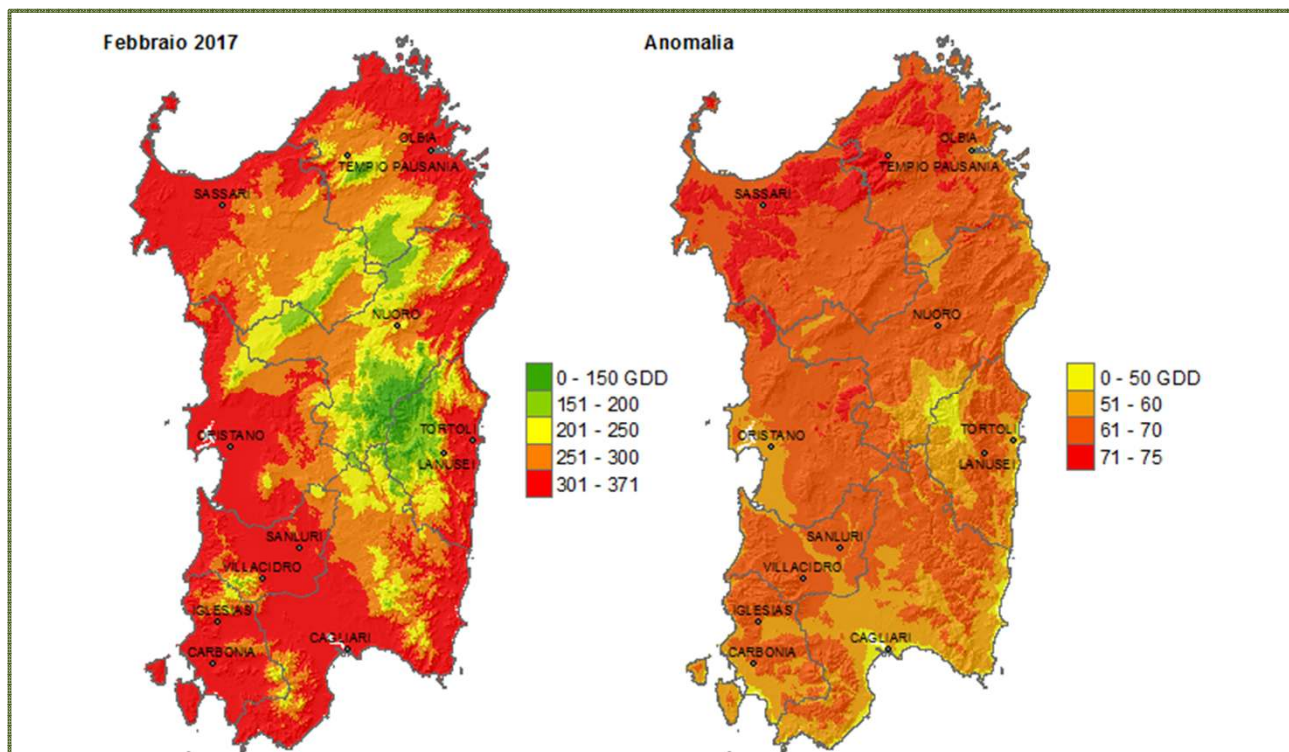 Febbraio 2017
OLBIA
TEMPIO PAUSANIA
SASSARI
NUORO
ORISTANO
TORTOLI
LANUSEI
SANLURI
VILLACIDRO
IGLESIAS
CAGLIARI
CARBONIA
0 - 150 GDD
151 - 200
201 - 250
251 - 300
301 - 371
Anomalia
OLBIA
TEMPIO PAUSANIA
SASSARI
NUORO
ORISTANO
TORTOLI
LANUSEI
SANLURI
VILLACIDRO
IGLESIAS
CAGLIARI
CARBONIA
0 - 50 GDD
51 - 60
61 - 70
71 - 75